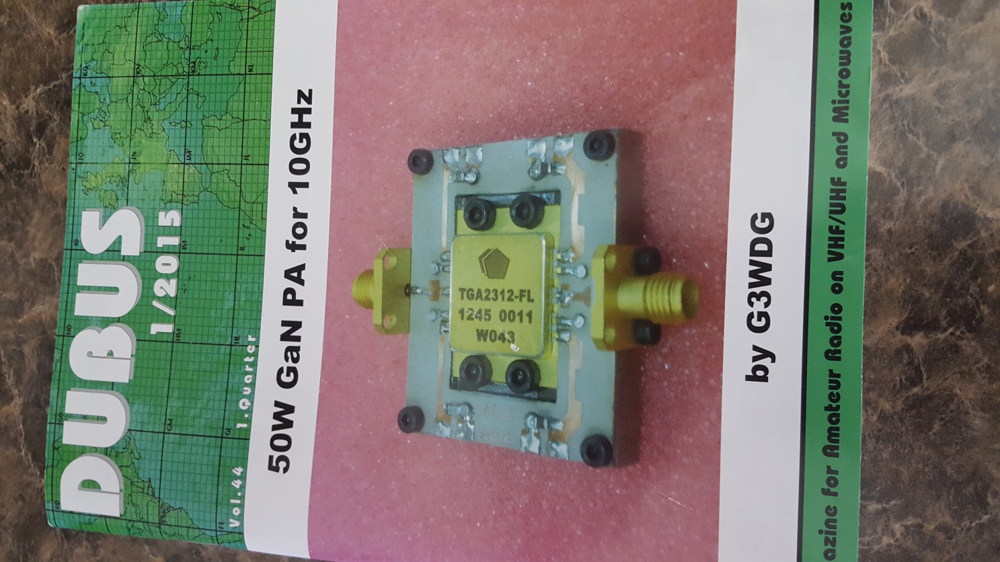 DUBUS
1/2015
Vol.44 1.Quarter
50W GaN PA for 10GHz
TGA2312-FL
1245 0011
W043
by G3WDG
azine for Amateur Radio on VHF/UHF and Microwaves